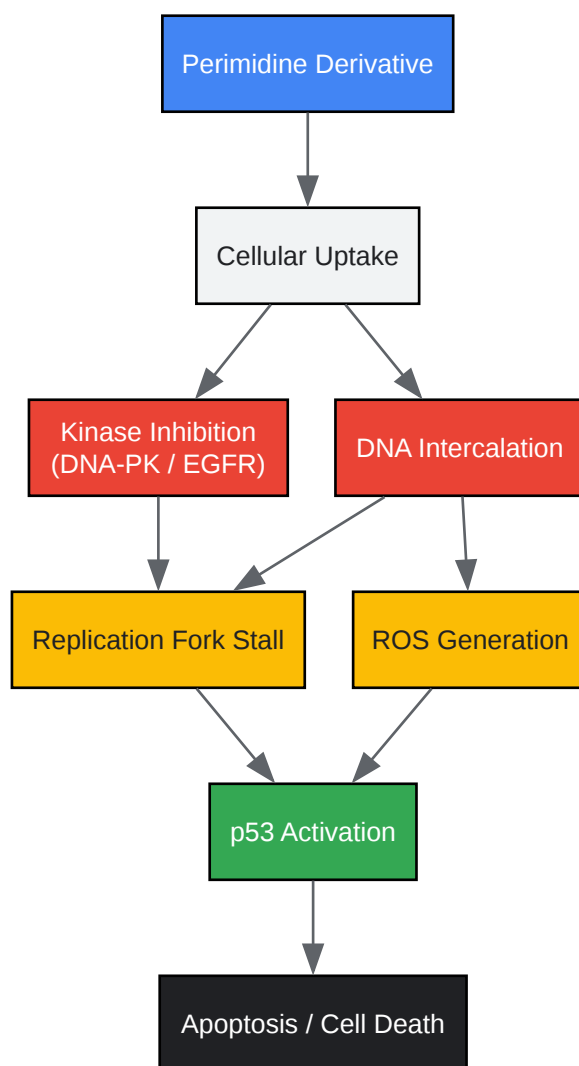 Perimidine Derivative
Cellular Uptake
Kinase Inhibition
(DNA-PK / EGFR)
DNA Intercalation
Replication Fork Stall
ROS Generation
p53 Activation
Apoptosis / Cell Death